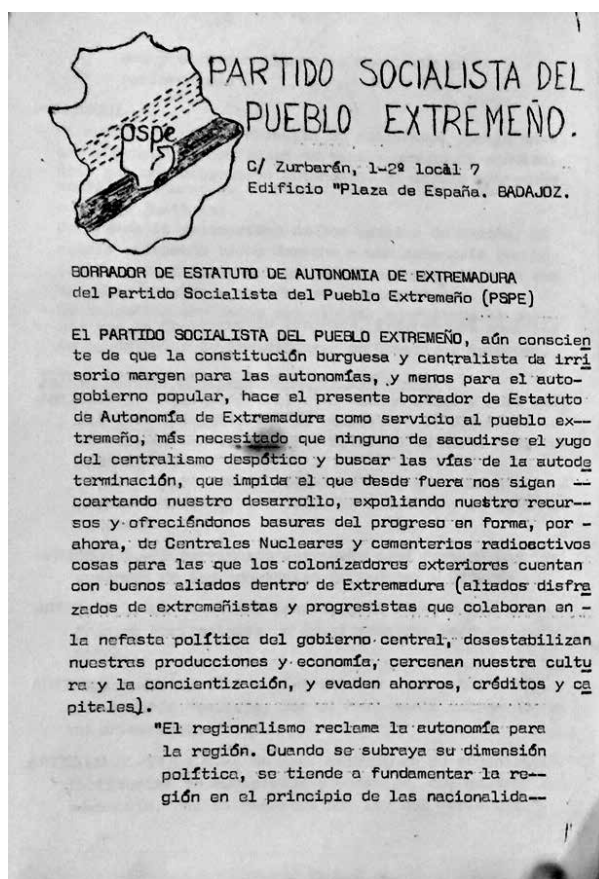 PARTIDO SOCIALISTA DEL
PUEBLO EXTREMEÑO.
pspe
C/ Zurbarán, 1-2º local 7
Edificio "Plaza de España. BADAJOZ.
BORRADOR DE ESTATUTO DE AUTONOMIA DE EXTREMADURA
del Partido Socialista del Pueblo Extremeño (PSPE)
El PARTIDO SOCIALISTA DEL PUEBLO EXTREMEÑO, aún conscien
te de que la constitución burguesa y centralista da irri
sorio margen para las autonomías, y menos para el auto-
gobierno popular, hace el presente borrador de Estatuto
de Autonomía de Extremadura como servicio al pueblo ex--
tremeño, más necesitado que ninguno de sacudirse el yugo
del centralismo despótico y buscar las vías de la autode
terminación, que impida el que desde fuera nos sigan --
coartando nuestro desarrollo, expoliando nuestro recur--
sos y ofreciéndonos basuras del progreso en forma, por -
ahora, de Centrales Nucleares y cementerios radioactivos
cosas para las que los colonizadores exteriores cuentan
con buenos aliados dentro de Extremadura (aliados disfra
zados de extremeñistas y progresistas que colaboran en -
la nefasta política del gobierno central, desestabilizan
nuestras producciones y economía, cercenan nuestra cultu
ra y la concientización, y evaden ahorros, créditos y ca
pitales).
"El regionalismo reclama la autonomía para
la región. Cuando se subraya su dimensión
política, se tiende a fundamentar la re--
gión en el principio de las nacionalida--